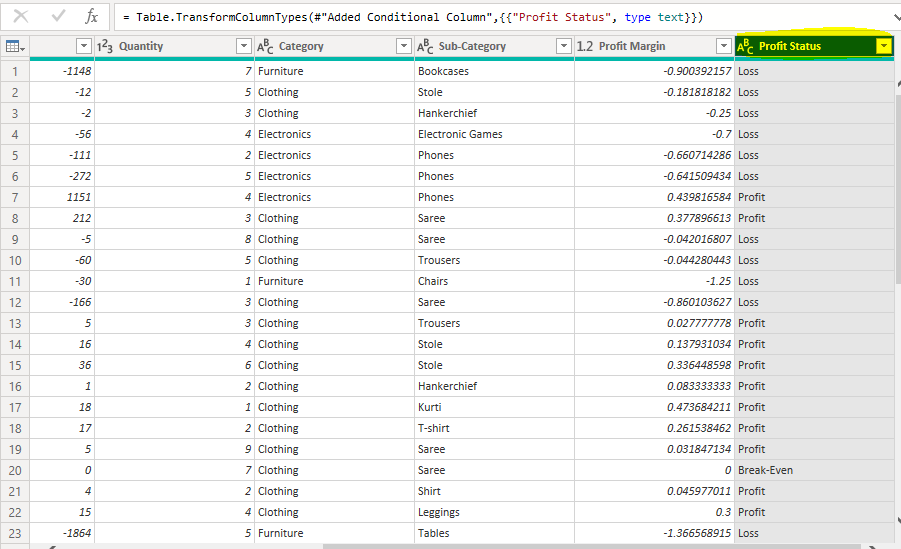 fx = Table.TransformColumnTypes(#"Added Conditional Column",{{"Profit Status", type text}})
1²3 Quantity ABC Category ABC Sub-Category 1.2 Profit Margin ABC Profit Status
1 -1148 7 Furniture Bookcases -0.900392157 Loss
2 -12 5 Clothing Stole -0.181818182 Loss
3 -2 3 Clothing Hankerchief -0.25 Loss
4 -56 4 Electronics Electronic Games -0.7 Loss
5 -111 2 Electronics Phones -0.660714286 Loss
6 -272 5 Electronics Phones -0.641509434 Loss
7 1151 4 Electronics Phones 0.439816584 Profit
8 212 3 Clothing Saree 0.377896613 Profit
9 -5 8 Clothing Saree -0.042016807 Loss
10 -60 5 Clothing Trousers -0.044280443 Loss
11 -30 1 Furniture Chairs -1.25 Loss
12 -166 3 Clothing Saree -0.860103627 Loss
13 5 3 Clothing Trousers 0.027777778 Profit
14 16 4 Clothing Stole 0.137931034 Profit
15 36 6 Clothing Stole 0.336448598 Profit
16 1 2 Clothing Hankerchief 0.083333333 Profit
17 18 1 Clothing Kurti 0.473684211 Profit
18 17 2 Clothing T-shirt 0.261538462 Profit
19 5 9 Clothing Saree 0.031847134 Profit
20 0 7 Clothing Saree 0 Break-Even
21 4 2 Clothing Shirt 0.045977011 Profit
22 15 4 Clothing Leggings 0.3 Profit
23 -1864 5 Furniture Tables -1.366568915 Loss